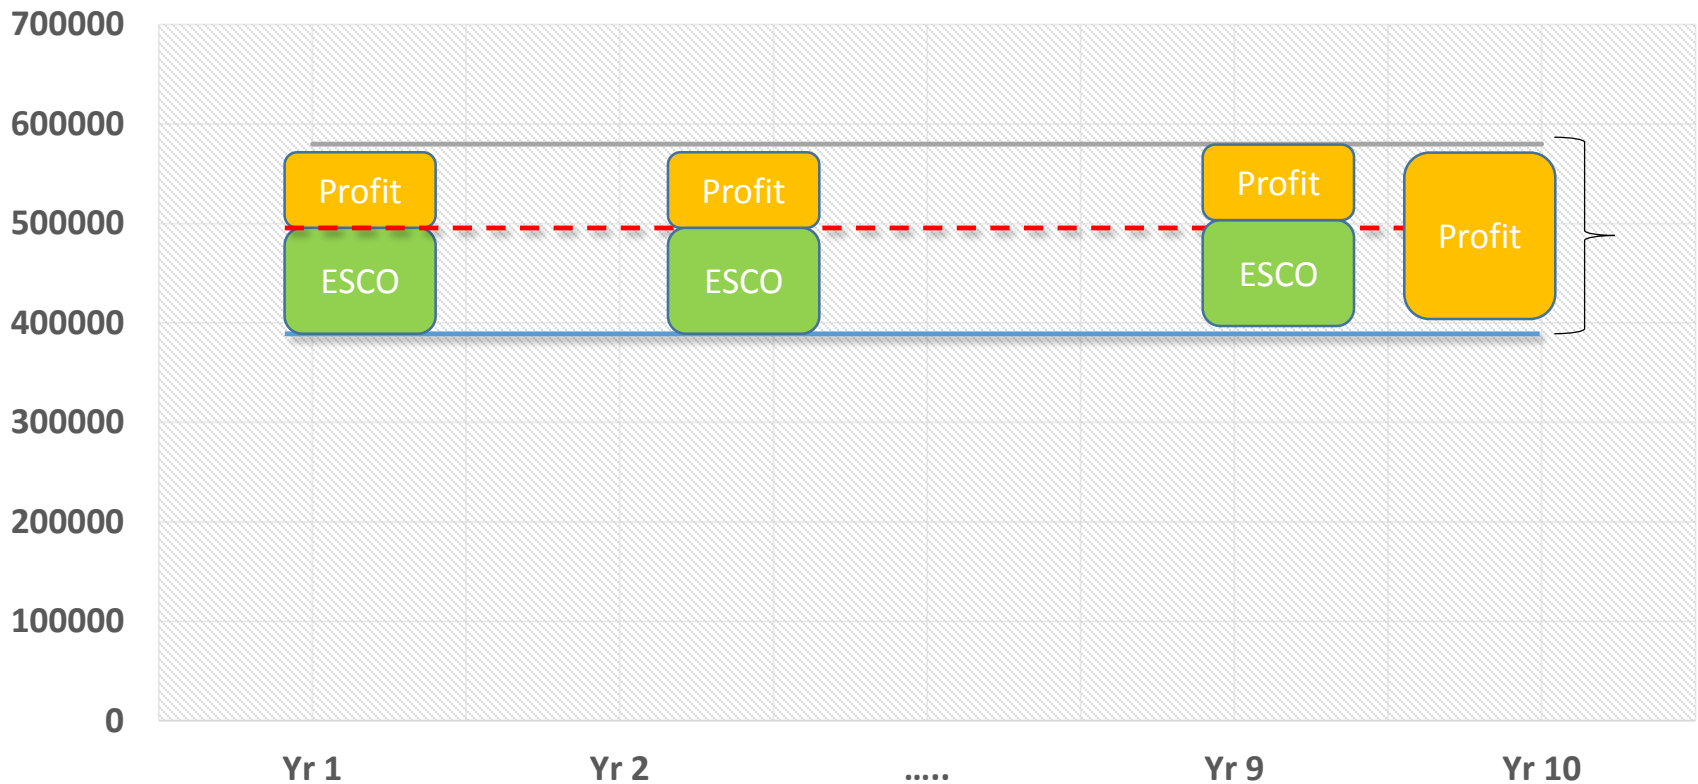 700000
600000
500000
400000
300000
200000
100000
0
Profit
Profit
Profit
Profit
ESCO
ESCO
ESCO
Yr 1
Yr 2
.....
Yr 9
Yr 10